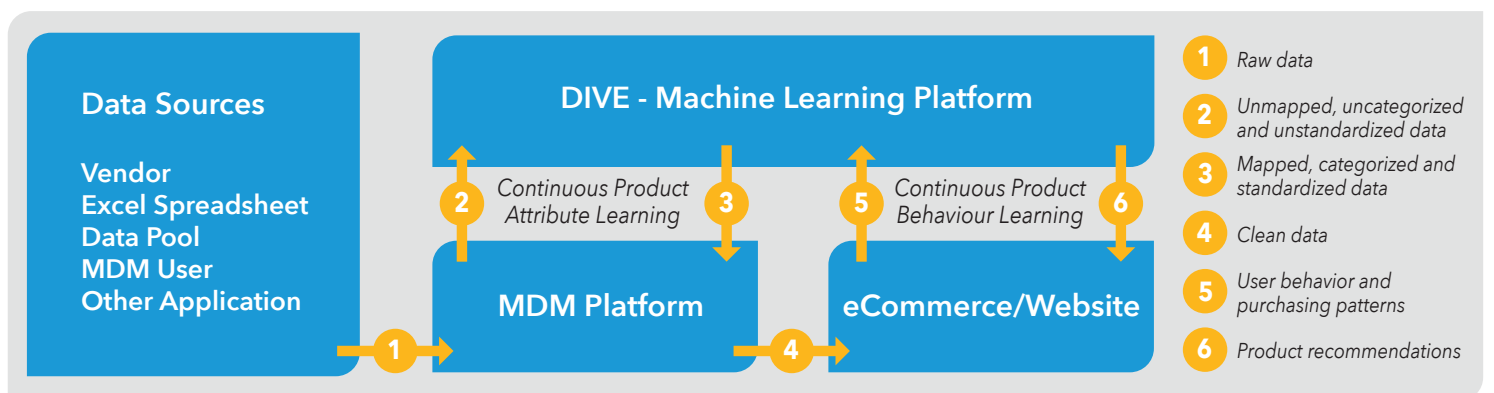 Data Sources
Vendor
Excel Spreadsheet
Data Pool
MDM User
Other Application
1
DIVE - Machine Learning Platform
2
Continuous Product
Attribute Learning
3
5
Continuous Product
Behaviour Learning
6
MDM Platform
4
eCommerce/Website
1
Raw data
2
Unmapped, uncategorized
and unstandardized data
3
Mapped, categorized and
standardized data
4
Clean data
5
User behavior and
purchasing patterns
6
Product recommendations